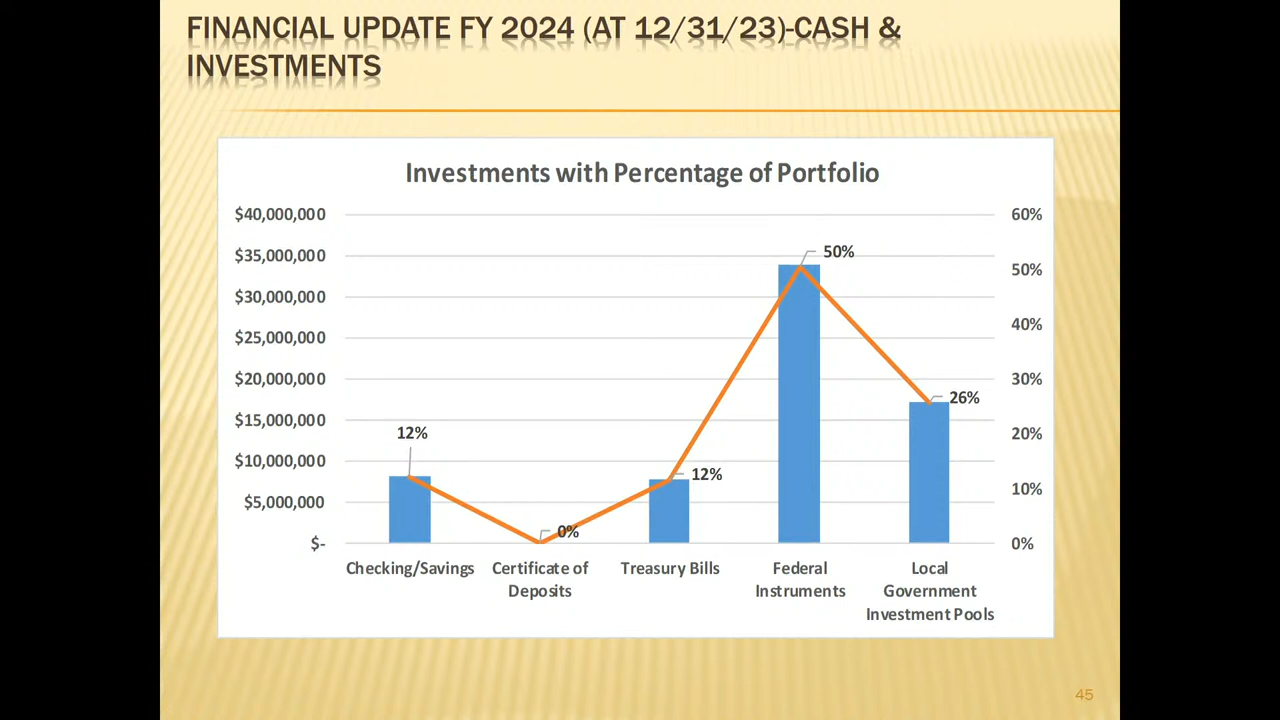 FINANCIAL UPDATE FY 2024 (AT 12/31/23)-CASH &
INVESTMENTS
Investments with Percentage of Portfolio
$40,000,000
$35,000,000
$30,000,000
$25,000,000
$20,000,000
$15,000,000
$10,000,000
$5,000,000
$-
60%
50%
40%
30%
20%
10%
0%
12%
0%
12%
50%
26%
Checking/Savings
Certificate of
Deposits
Treasury Bills
Federal
Instruments
Local
Government
Investment Pools
45